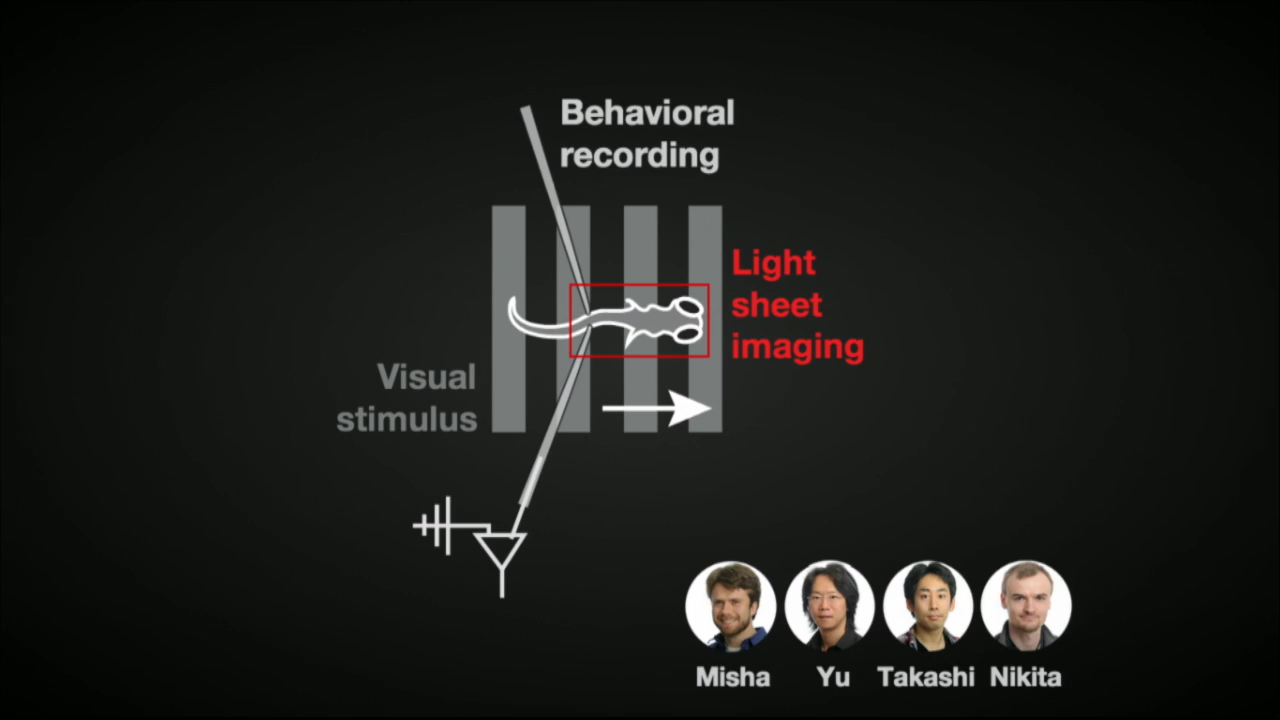 Behavioral
recording
Light
sheet
imaging
Visual
stimulus
Misha
Yu
Takashi
Nikita